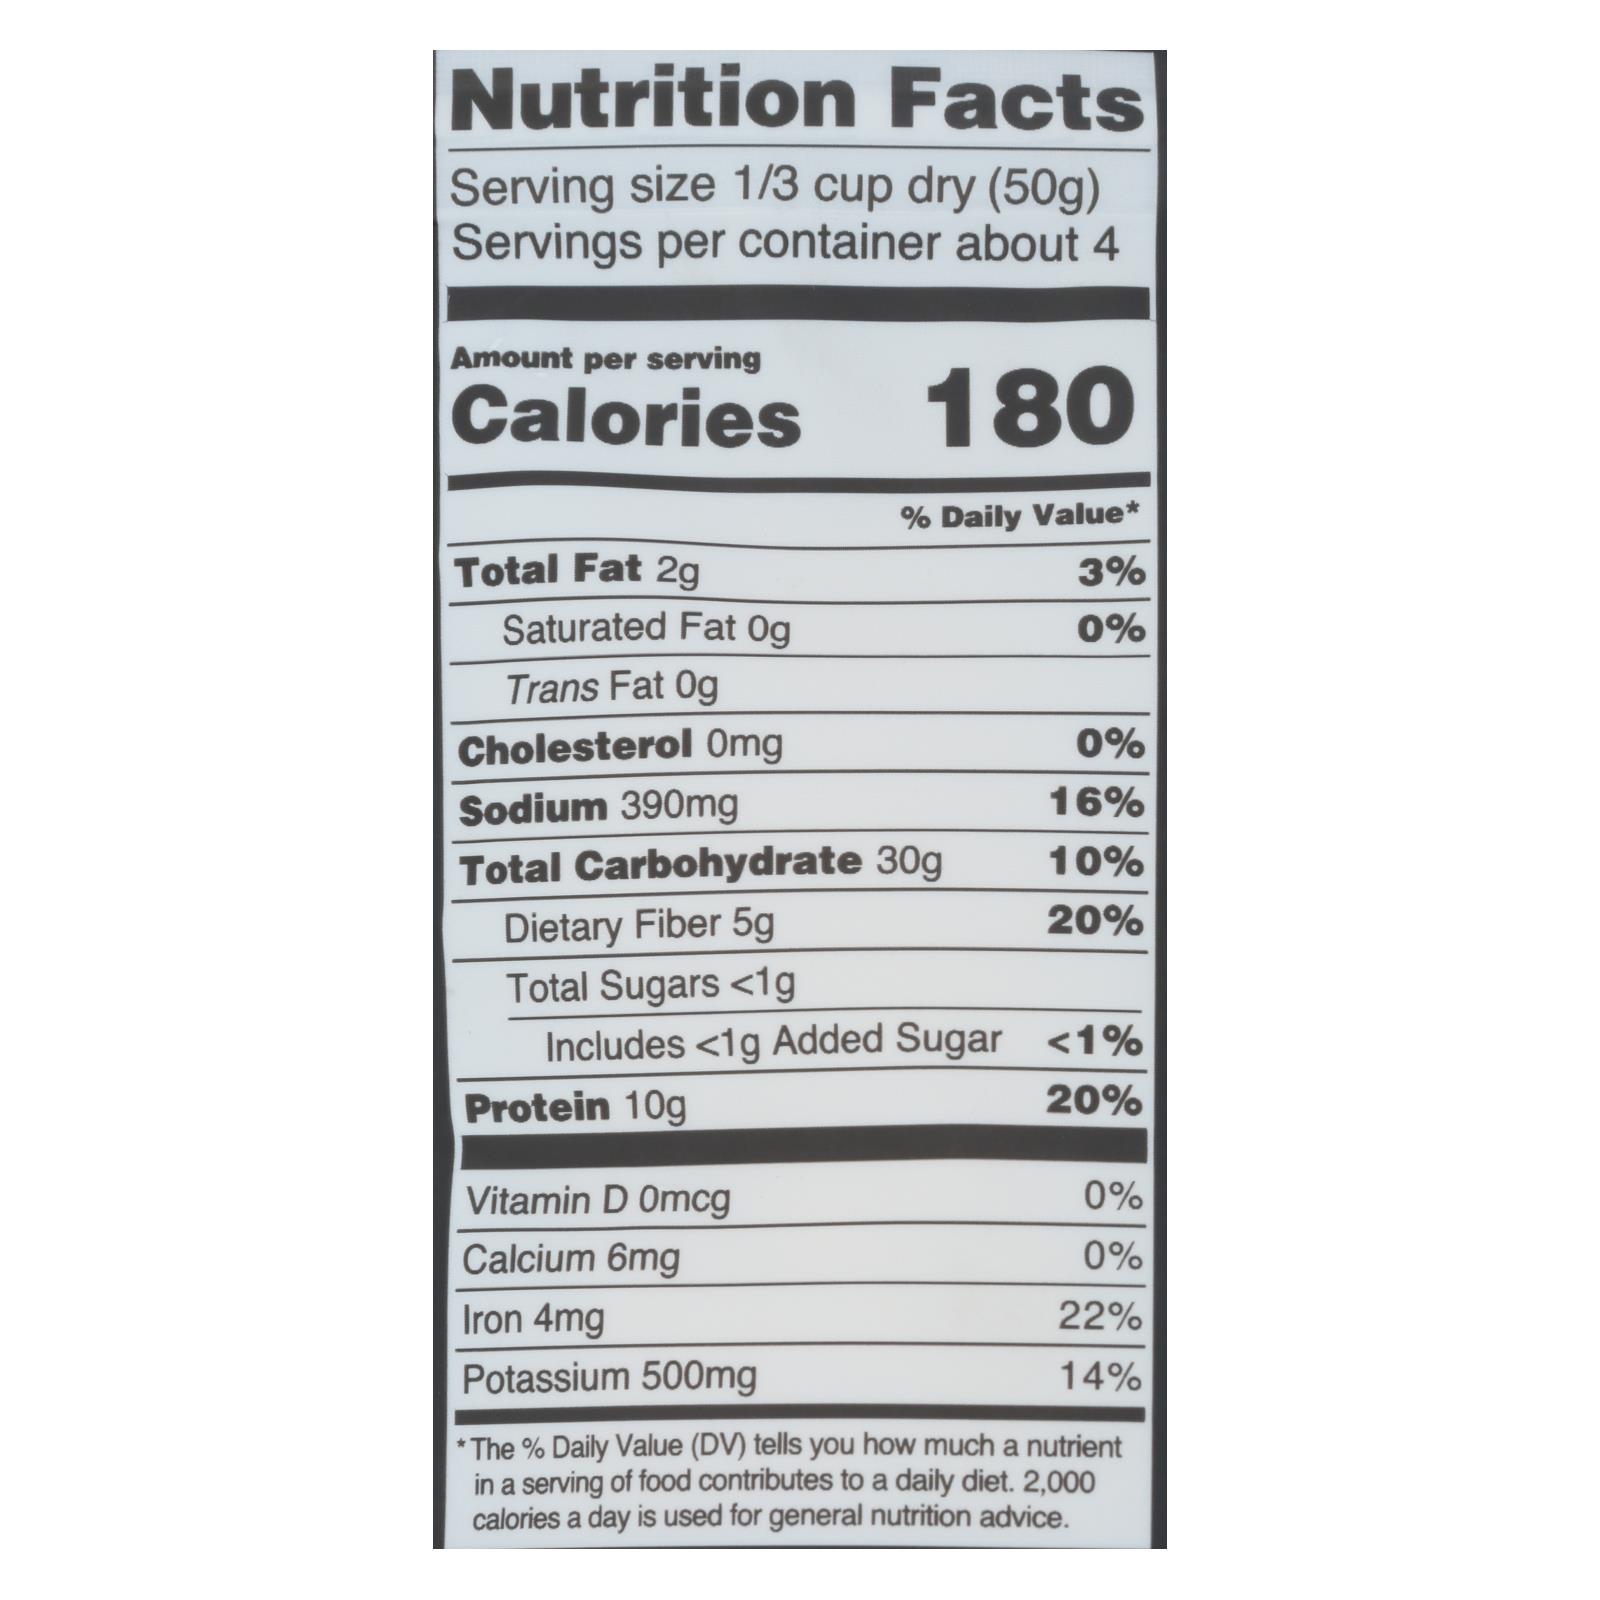 Nutrition Facts
Serving size 1/3 cup dry (50g)
Servings per container about 4
Amount per serving
Calories 180
% Daily Value*
Total Fat 2g 3%
Saturated Fat 0g 0%
Trans Fat 0g
Cholesterol 0mg 0%
Sodium 390mg 16%
Total Carbohydrate 30g 10%
Dietary Fiber 5g 20%
Total Sugars <1g
Includes <1g Added Sugar <1%
Protein 10g 20%
Vitamin D 0mcg 0%
Calcium 6mg 0%
Iron 4mg 22%
Potassium 500mg 14%
* The % Daily Value (DV) tells you how much a nutrient
in a serving of food contributes to a daily diet. 2,000
calories a day is used for general nutrition advice.